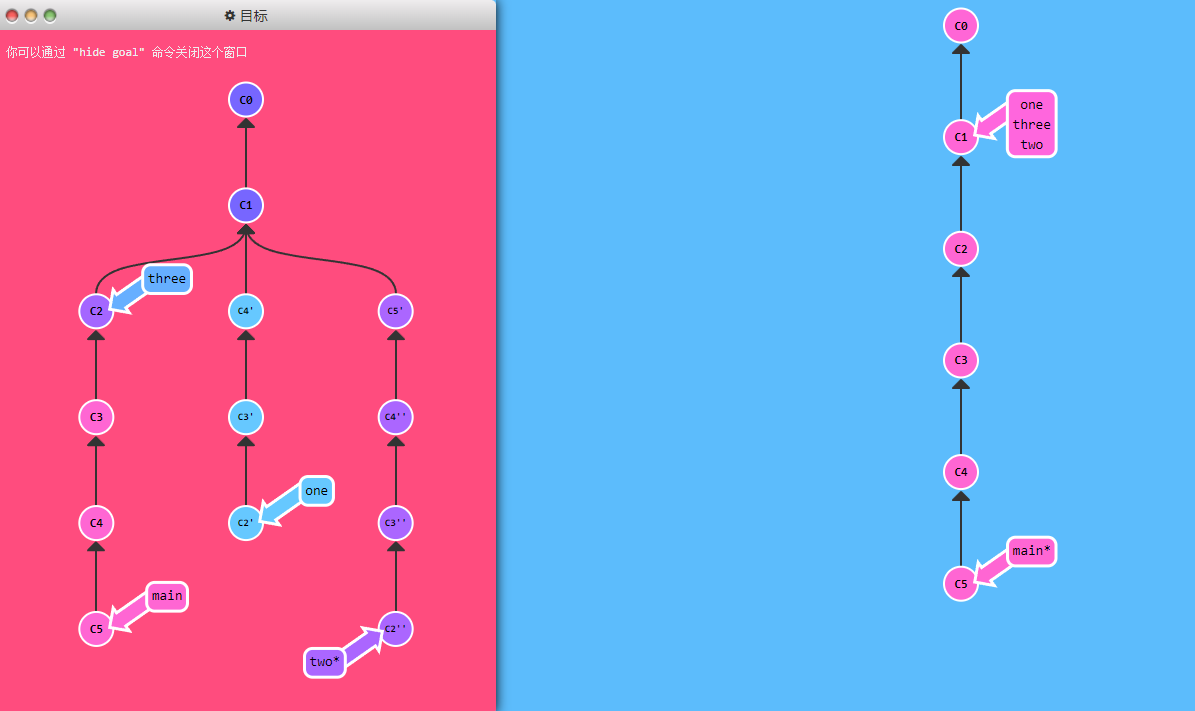 目标
你可以通过 "hide goal" 命令关闭这个窗口
C0
C1
three
C2
C4'
C5'
C3
C3'
C4''
one
C4
C2'
C3''
main
C5
C2''
two*
C0
one
three
two
C1
C2
C3
C4
main*
C5